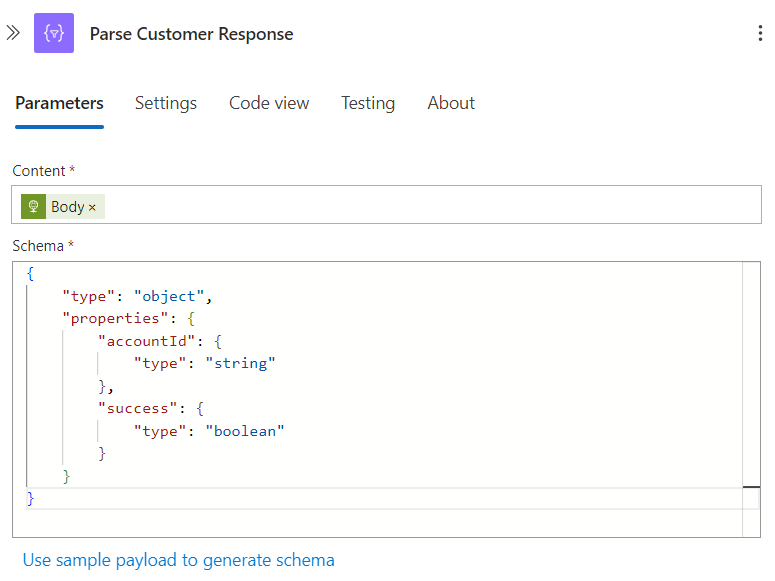 Parse Customer Response
Parameters Settings Code view Testing About
Content *
Body ×
Schema *
{
    "type": "object",
    "properties": {
        "accountId": {
            "type": "string"
        },
        "success": {
            "type": "boolean"
        }
    }
}
Use sample payload to generate schema